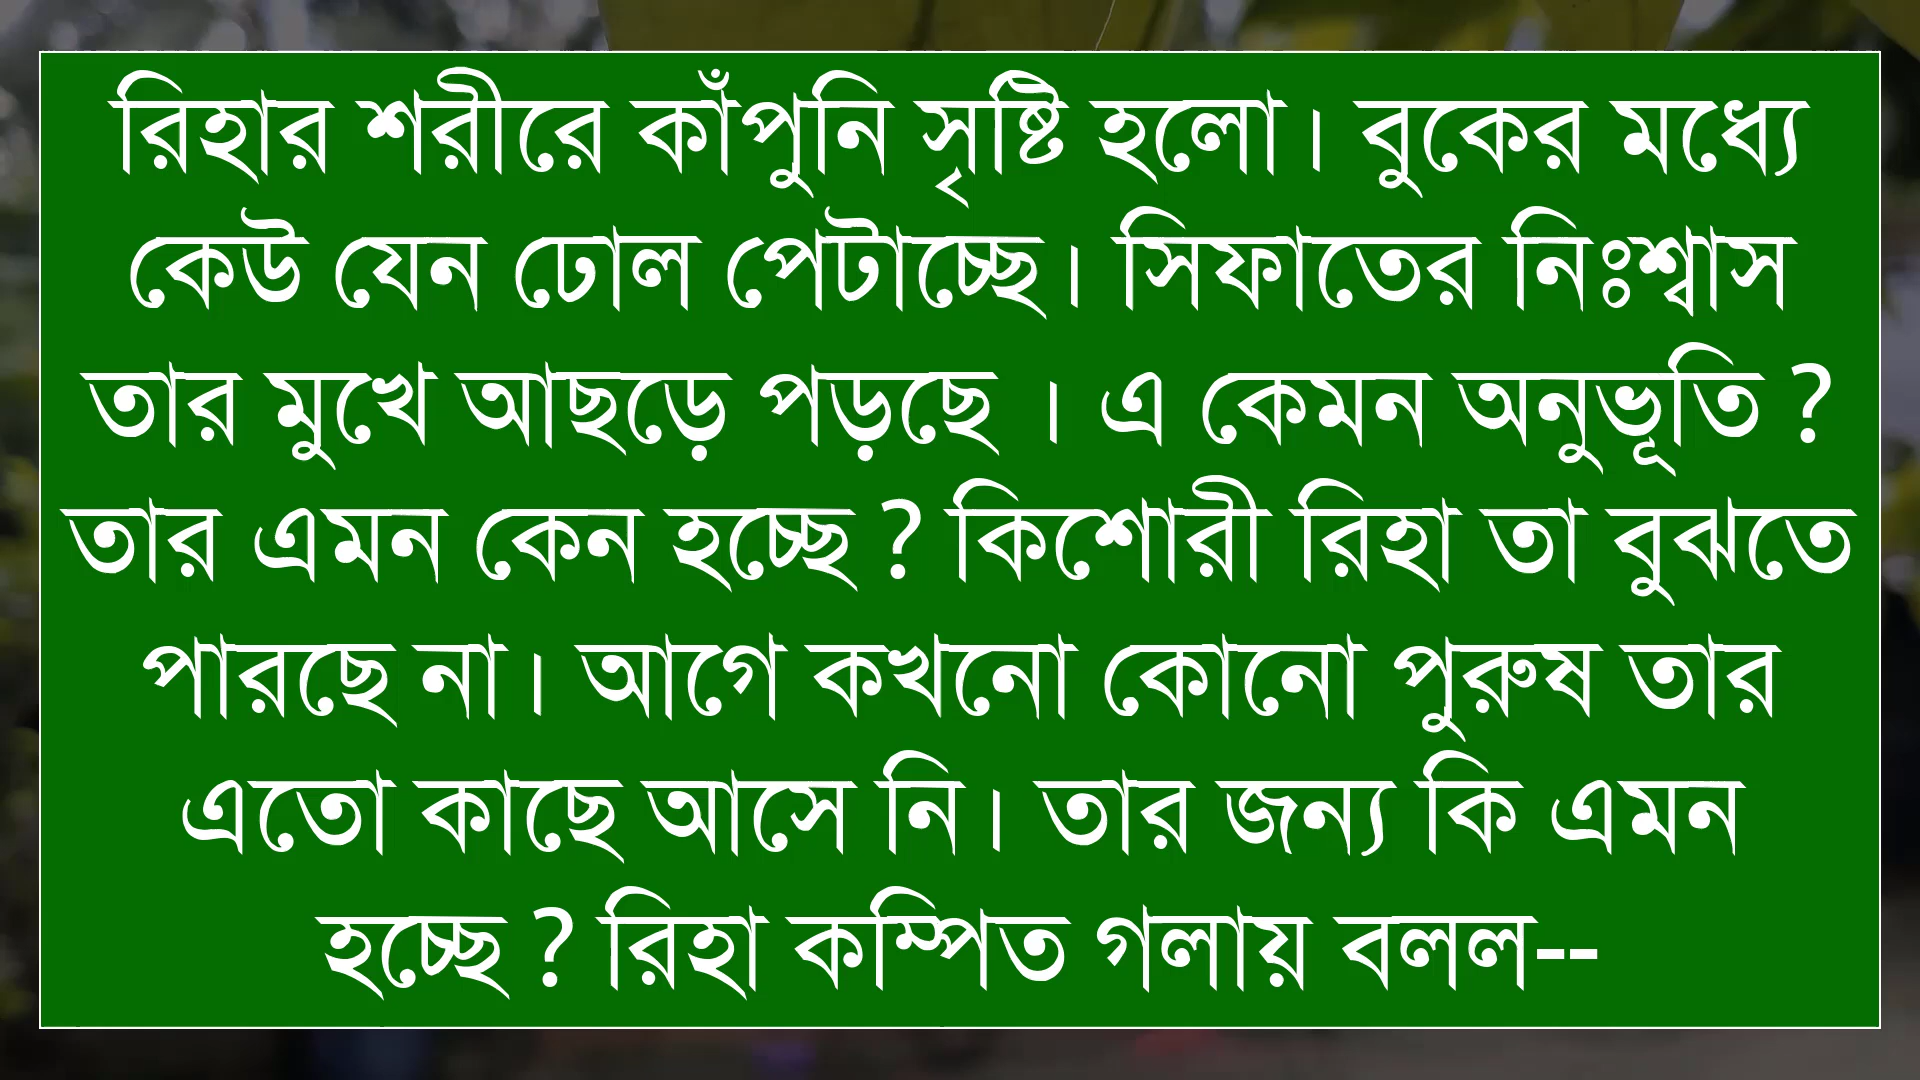 রিহার শরীরে কাঁপুনি সৃষ্টি হলো। বুকের মধ্যে
কেউ যেন ঢোল পেটাচ্ছে। সিফাতের নিঃশ্বাস
তার মুখে আছড়ে পড়ছে । এ কেমন অনুভূতি ?
তার এমন কেন হচ্ছে ? কিশোরী রিহা তা বুঝতে
পারছে না। আগে কখনো কোনো পুরুষ তার
এতো কাছে আসে নি। তার জন্য কি এমন
হচ্ছে ? রিহা কম্পিত গলায় বলল--